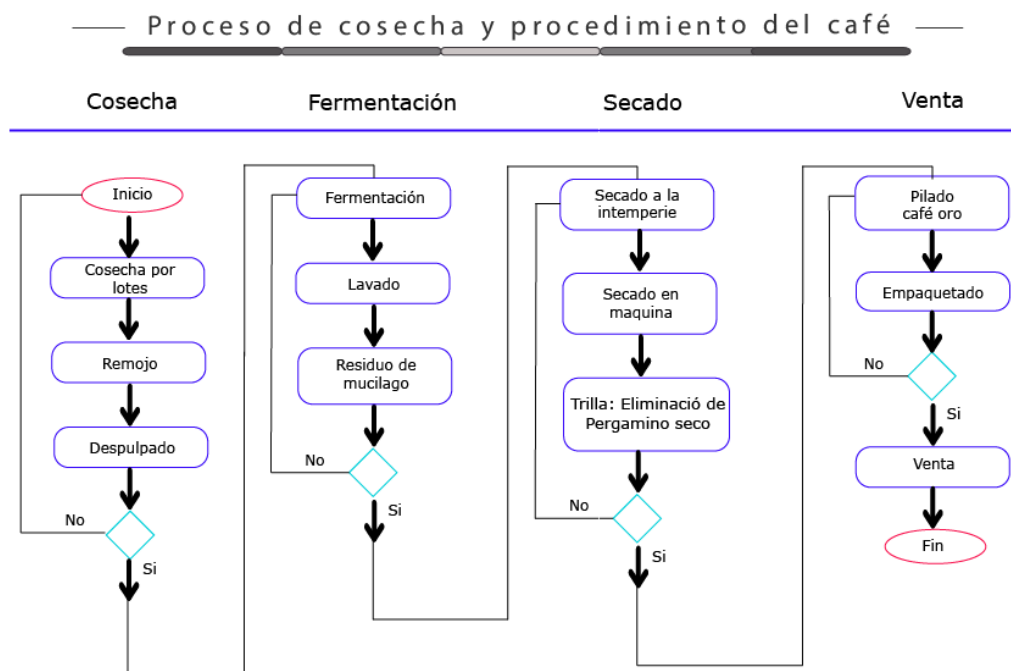 Proceso de cosecha y procedimiento del café
Cosecha
Fermentación
Secado
Venta
Inicio
Cosecha por
lotes
Remojo
Despulpado
No
Si
Fermentación
Lavado
Residuo de
mucilago
No
Si
Secado a la
intemperie
Secado en
maquina
Trilla: Eliminació de
Pergamino seco
No
Si
Pilado
café oro
Empaquetado
No
Si
Venta
Fin